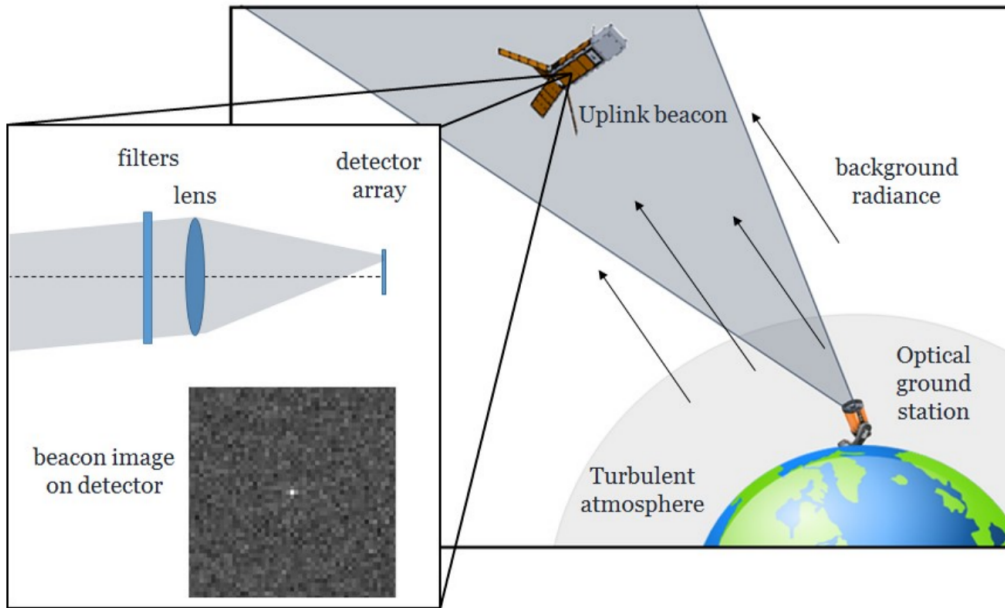 filters
lens
detector
array
beacon image
on detector
Uplink beacon
background
radiance
Optical
ground
station
Turbulent
atmosphere